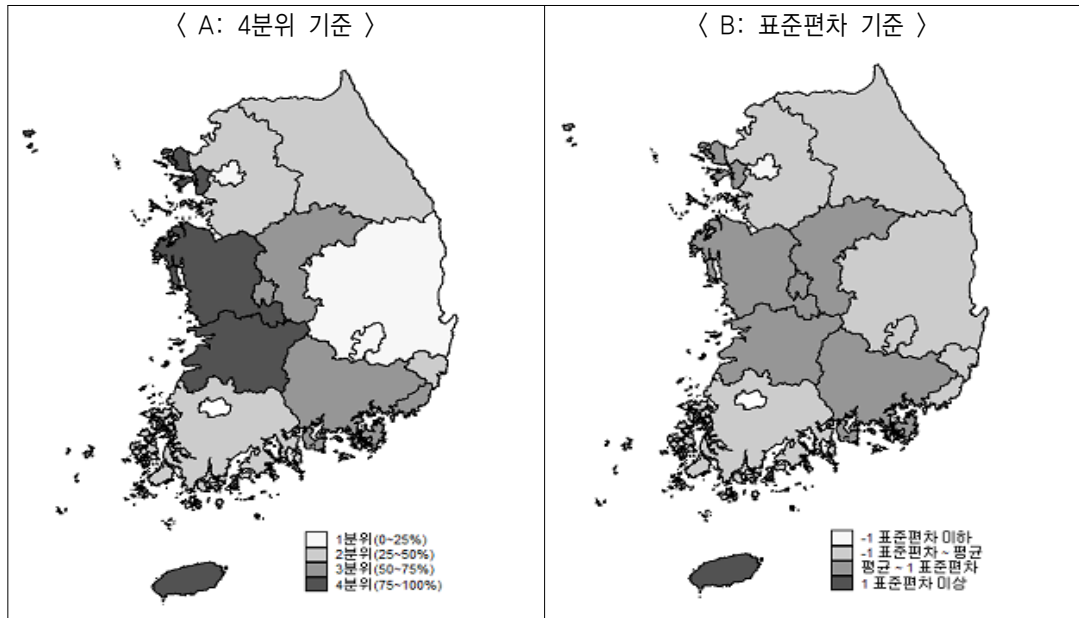 〈 A: 4분위 기준 〉
〈 B: 표준편차 기준 〉
1분위(0~25%)
2분위(25~50%)
3분위(50~75%)
4분위(75~100%)
-1 표준편차 이하
-1 표준편차 ~ 평균
평균 ~ 1 표준편차
1 표준편차 이상